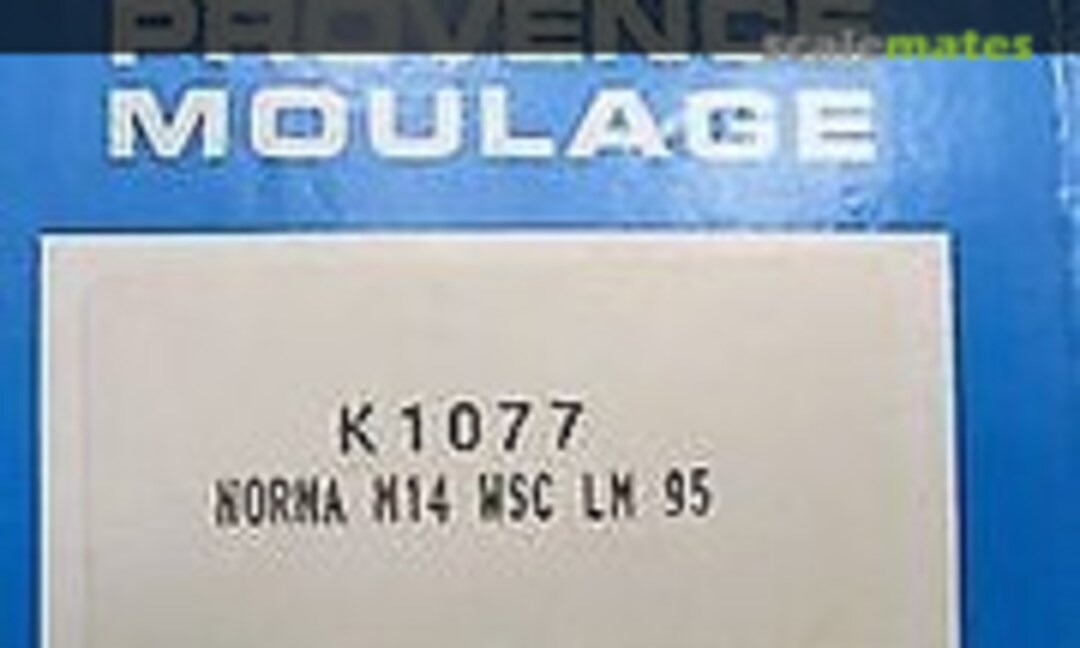 PROVENCE
scalemates
MOULAGE
K1077
NORMA M14 WSC LM 95